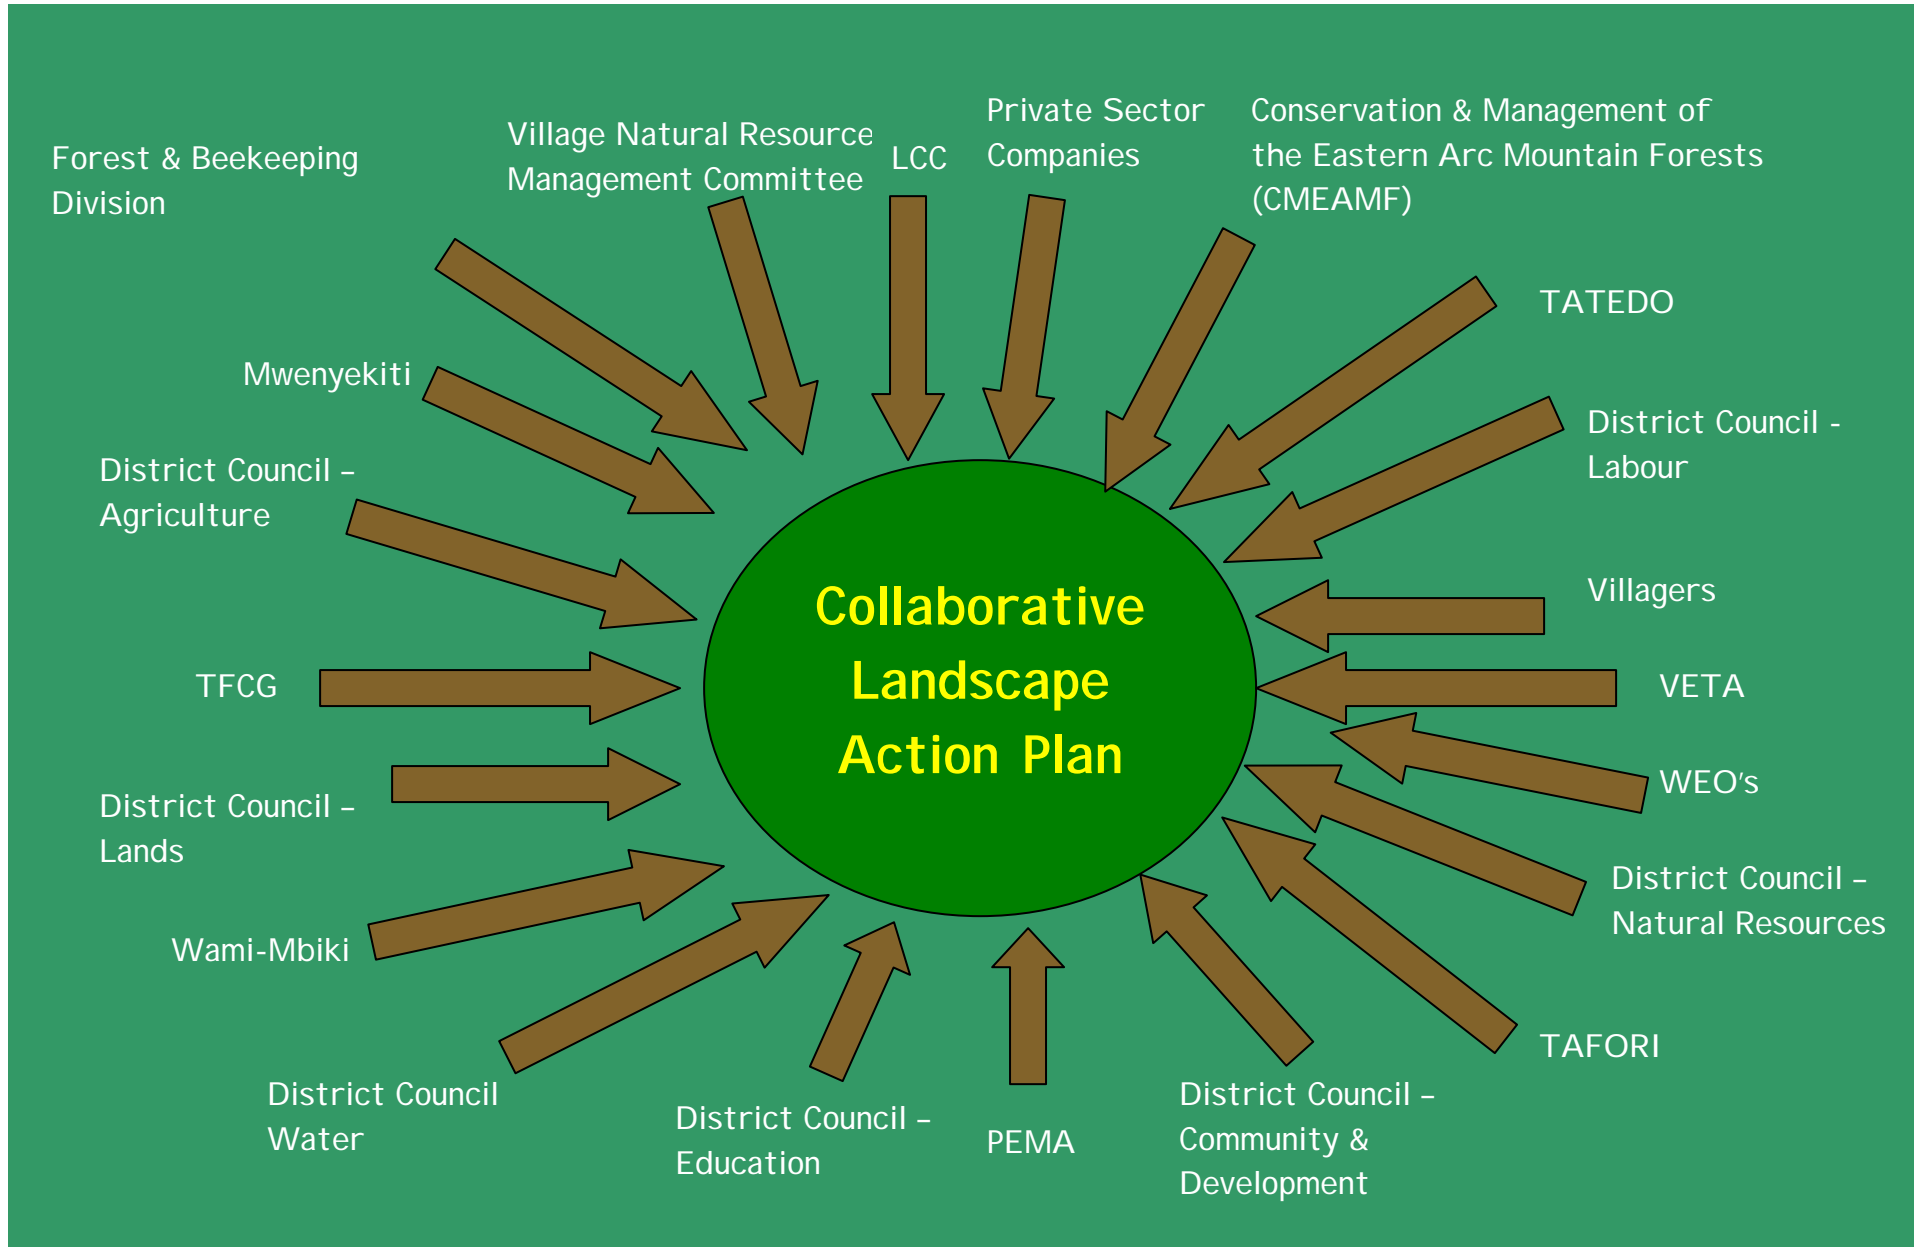 Forest & Beekeeping
Division
Village Natural Resource
Management Committee
LCC
Private Sector
Companies
Conservation & Management of
the Eastern Arc Mountain Forests
(CMEAMF)
TATEDO
Mwenyekiti
District Council -
Labour
District Council –
Agriculture
Villagers
Collaborative
Landscape
Action Plan
TFCG
VETA
WEO's
District Council –
Lands
District Council –
Natural Resources
Wami-Mbiki
TAFORI
District Council
Water
District Council –
Education
PEMA
District Council –
Community &
Development